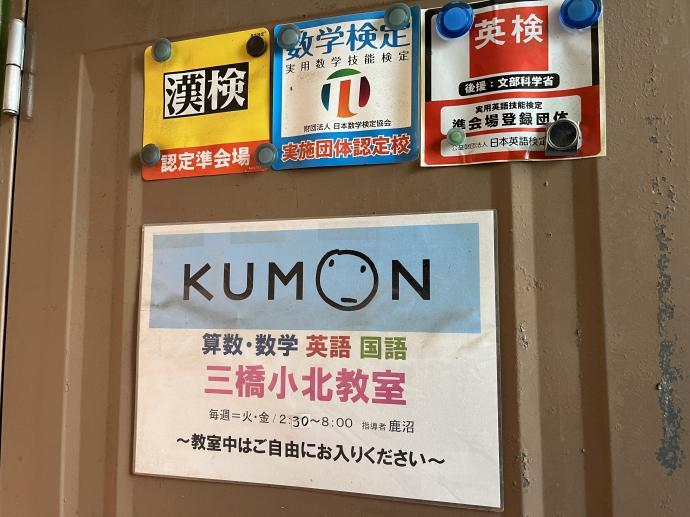 漢検
認定準会場
数学検定
実用数学技能検定
財団法人 日本数学検定協会
実施団体認定校
英検
後援：文部科学省
実用英語技能検定
準会場登録団体
公益財団法人 日本英語検定
KUMON
算数・数学 英語 国語
三橋小北教室
毎週＝火・金/2:30〜8:00 指導者 鹿沼
〜教室中はご自由にお入りください〜